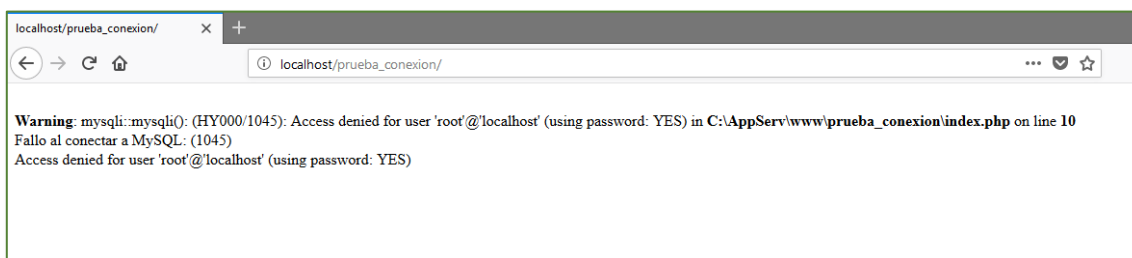 localhost/prueba_conexion/
localhost/prueba_conexion/
Warning: mysqli::mysqli(): (HY000/1045): Access denied for user 'root'@'localhost' (using password: YES) in C:\AppServ\www\prueba_conexion\index.php on line 10
Fallo al conectar a MySQL: (1045)
Access denied for user 'root'@'localhost' (using password: YES)